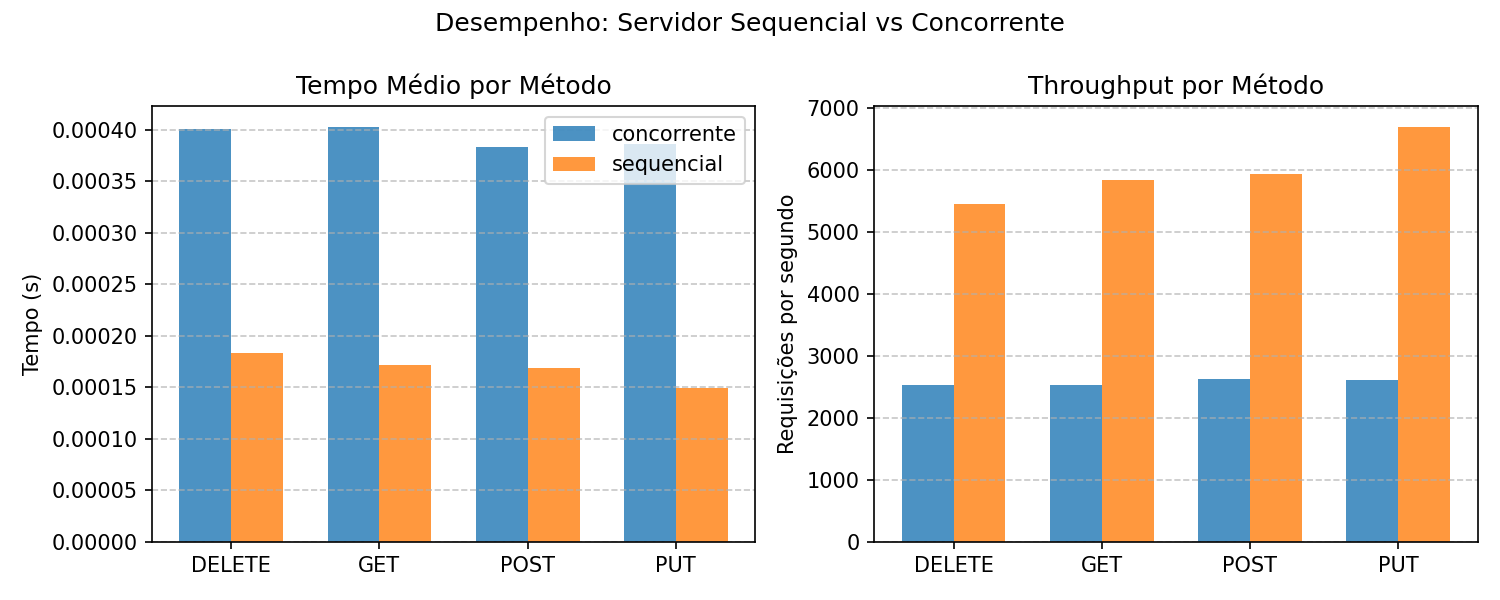 Desempenho: Servidor Sequencial vs Concorrente
Tempo Médio por Método
concorrente
sequencial
Tempo (s)
0.00040
0.00035
0.00030
0.00025
0.00020
0.00015
0.00010
0.00005
0.00000
DELETE GET POST PUT
Throughput por Método
Requisições por segundo
7000
6000
5000
4000
3000
2000
1000
0
DELETE GET POST PUT